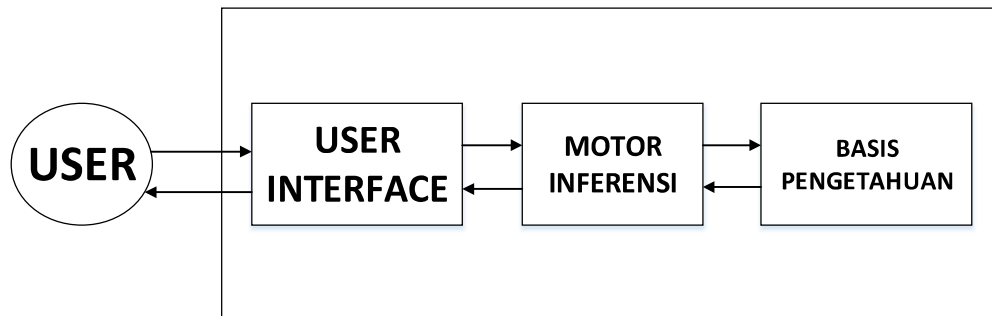 USER
USER
INTERFACE
MOTOR
INFERENSI
BASIS
PENGETAHUAN